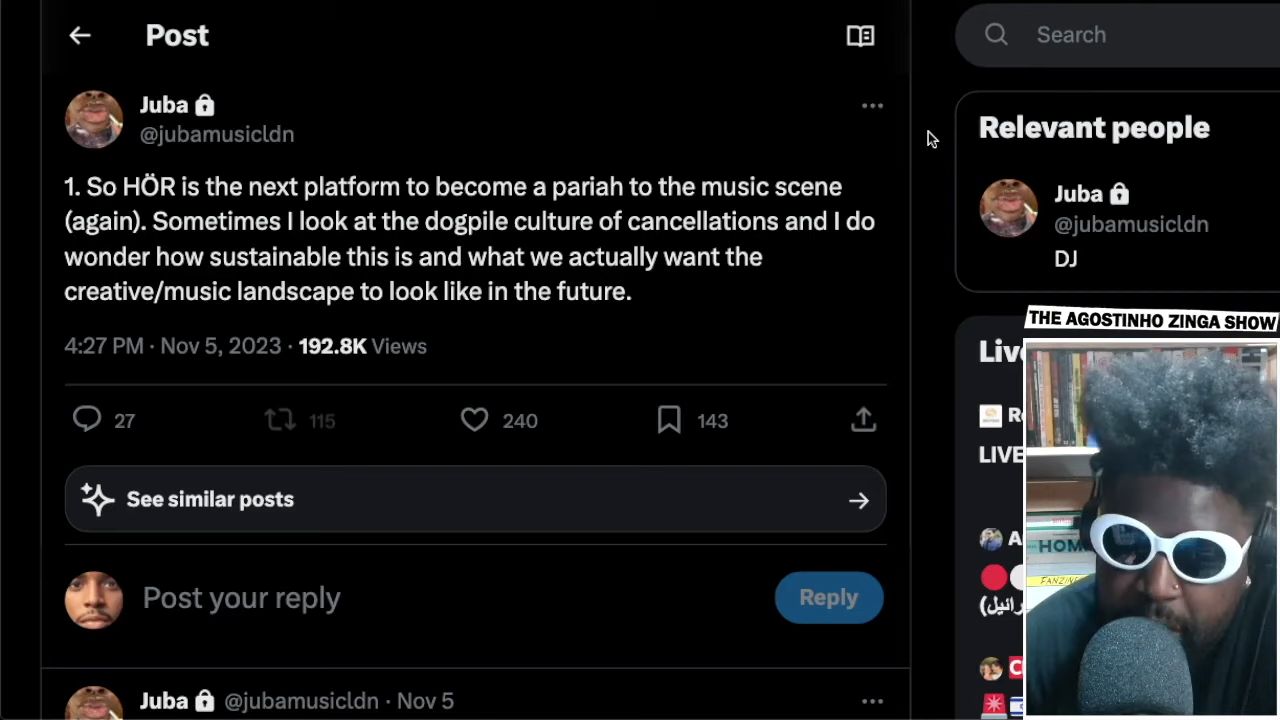 Post
Search
Juba
@jubamusicldn
1. So HÖR is the next platform to become a pariah to the music scene
(again). Sometimes I look at the dogpile culture of cancellations and I do
wonder how sustainable this is and what we actually want the
creative/music landscape to look like in the future.
4:27 PM · Nov 5, 2023 · 192.8K Views
27
115
240
143
See similar posts
Post your reply
Reply
Juba @jubamusicldn · Nov 5
Relevant people
Juba
@jubamusicldn
DJ
THE AGOSTINHO ZINGA SHOW
Liv
LIVE
A
C
HOM
FANZINE